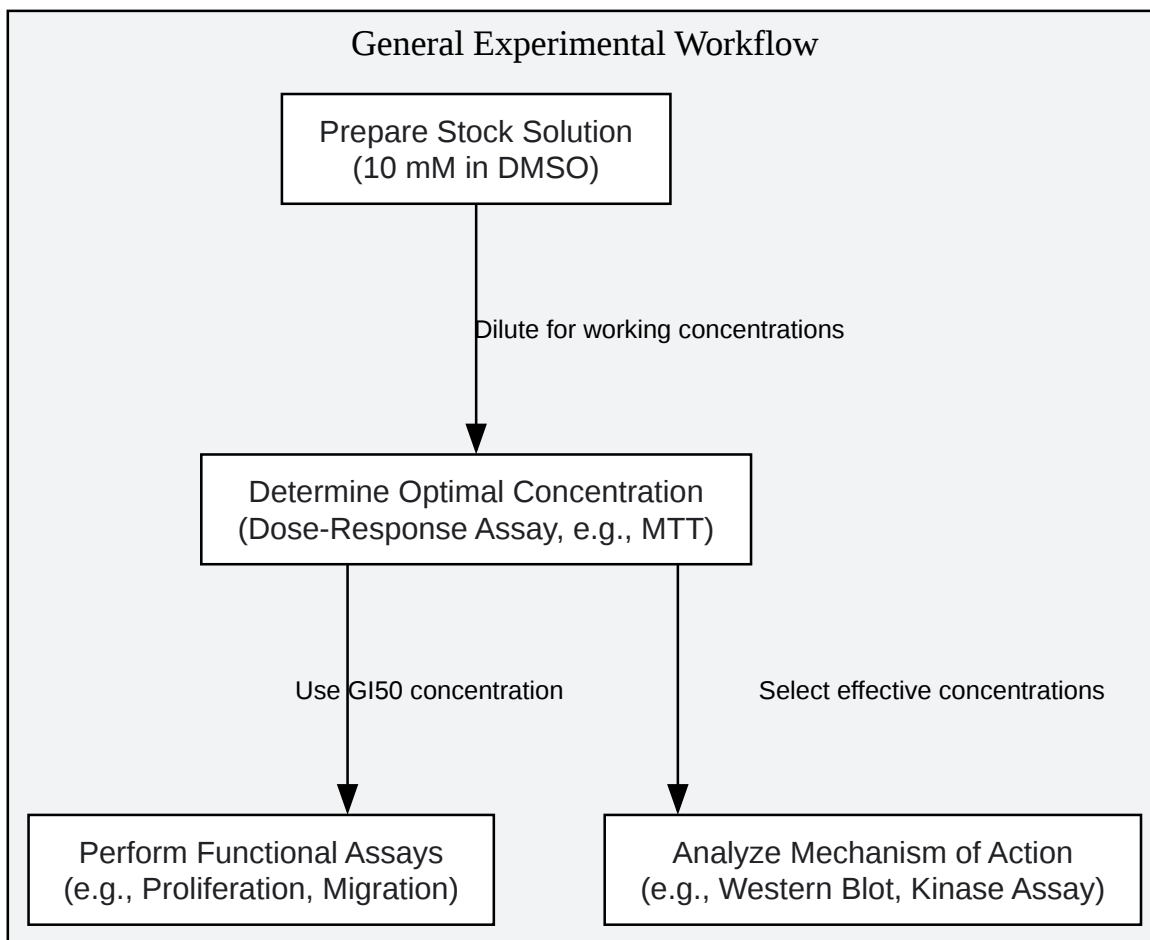 General Experimental Workflow
Prepare Stock Solution
(10 mM in DMSO)
Dilute for working concentrations
Determine Optimal Concentration
(Dose-Response Assay, e.g., MTT)
Use GI50 concentration
Select effective concentrations
Perform Functional Assays
(e.g., Proliferation, Migration)
Analyze Mechanism of Action
(e.g., Western Blot, Kinase Assay)